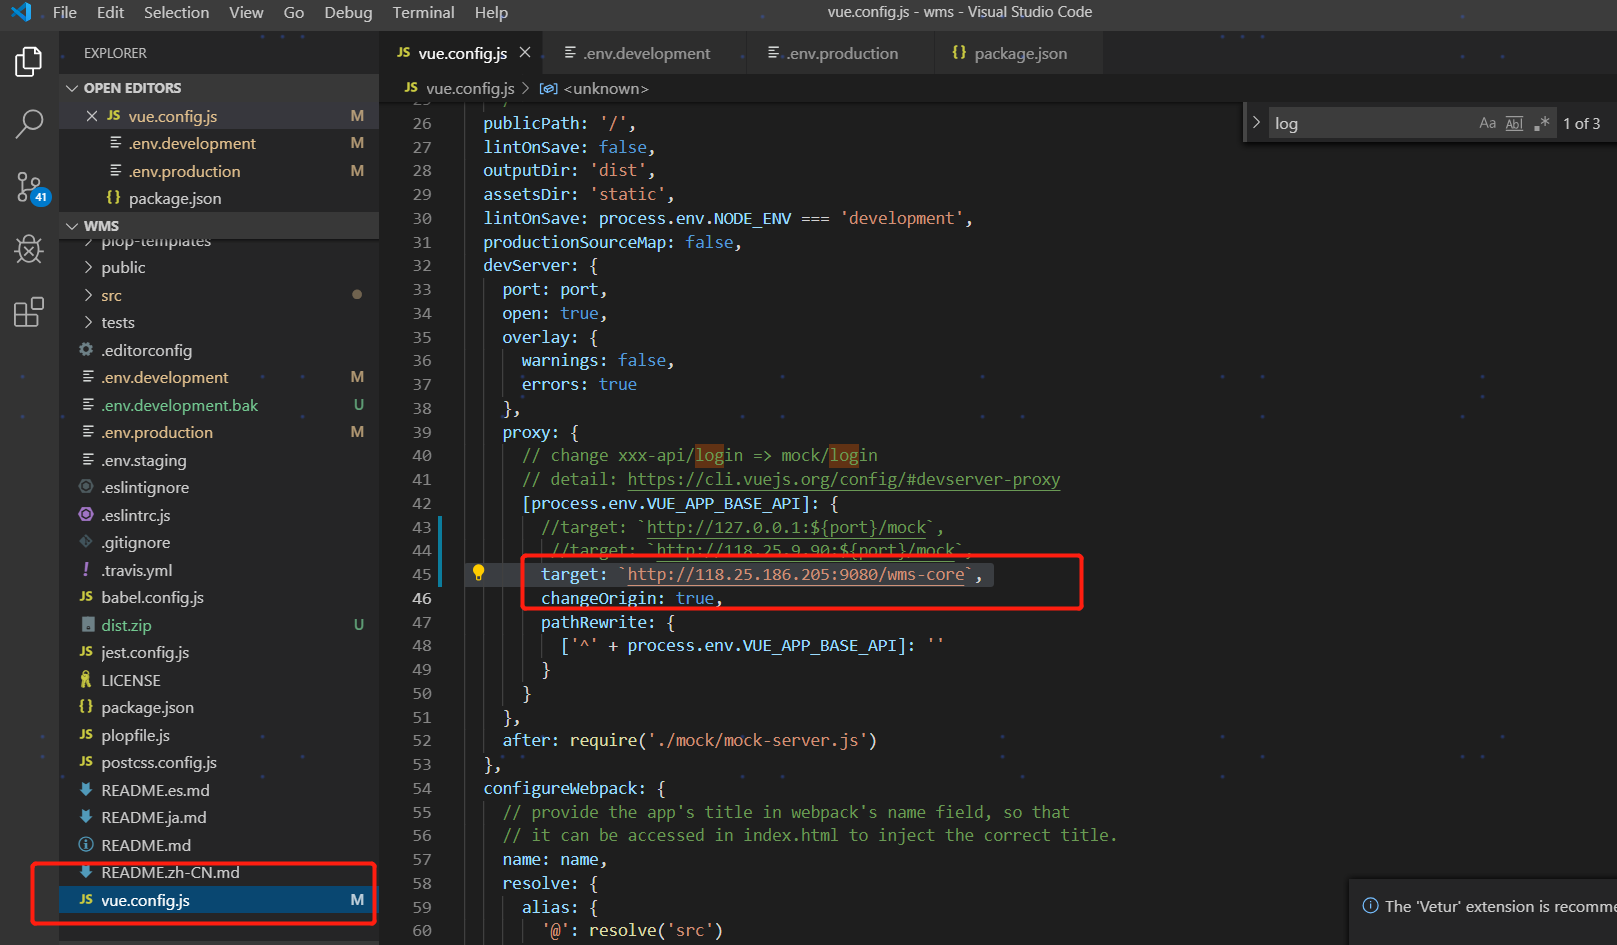 File Edit Selection View Go Debug Terminal Help
vue.config.js - wms - Visual Studio Code
EXPLORER
OPEN EDITORS
JS vue.config.js M
.env.development M
.env.production M
{} package.json
WMS
plop-templates
public
src
tests
.editorconfig
.env.development M
.env.development.bak U
.env.production M
.env.staging
.eslintignore
.eslintrc.js
.gitignore
! .travis.yml
JS babel.config.js
dist.zip U
JS jest.config.js
LICENSE
{} package.json
JS plopfile.js
JS postcss.config.js
README.es.md
README.ja.md
README.md
README.zh-CN.md
JS vue.config.js M
41
JS vue.config.js
.env.development
.env.production
{} package.json
JS vue.config.js > <unknown>
log
Aa Abl .* 1 of 3
26 publicPath: '/',
27 lintOnSave: false,
28 outputDir: 'dist',
29 assetsDir: 'static',
30 lintOnSave: process.env.NODE_ENV === 'development',
31 productionSourceMap: false,
32 devServer: {
33 port: port,
34 open: true,
35 overlay: {
36 warnings: false,
37 errors: true
38 },
39 proxy: {
40 // change xxx-api/login => mock/login
41 // detail: https://cli.vuejs.org/config/#devserver-proxy
42 [process.env.VUE_APP_BASE_API]: {
43 //target: `http://127.0.0.1:${port}/mock`,
44 //target: `http://118.25.9.90:${port}/mock`,
45 target: `http://118.25.186.205:9080/wms-core`,
46 changeOrigin: true,
47 pathRewrite: {
48 ['^' + process.env.VUE_APP_BASE_API]: ''
49 }
50 }
51 },
52 after: require('./mock/mock-server.js')
53 },
54 configureWebpack: {
55 // provide the app's title in webpack's name field, so that
56 // it can be accessed in index.html to inject the correct title.
57 name: name,
58 resolve: {
59 alias: {
60 '@': resolve('src')
The 'Vetur' extension is recomme